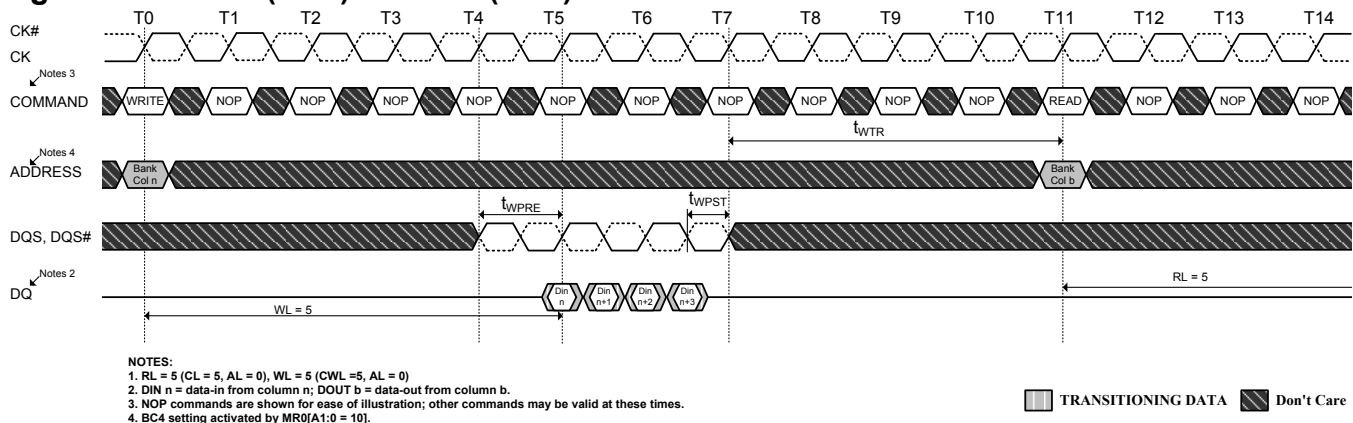 T0 T1 T2 T3 T4 T5 T6 T7 T8 T9 T10 T11 T12 T13 T14
CK#
CK
Notes 3
COMMAND WRITE NOP NOP NOP NOP NOP NOP NOP NOP NOP NOP READ NOP NOP NOP
tWTR
Notes 4
ADDRESS Bank Col n Bank Col b
tWPRE tWPST
DQS, DQS#
Notes 2
DQ Din n Din n+1 Din n+2 Din n+3
RL = 5
WL = 5
NOTES:
1. RL = 5 (CL = 5, AL = 0), WL = 5 (CWL =5, AL = 0)
2. DIN n = data-in from column n; DOUT b = data-out from column b.
3. NOP commands are shown for ease of illustration; other commands may be valid at these times.
4. BC4 setting activated by MR0[A1:0 = 10].
TRANSITIONING DATA Don't Care